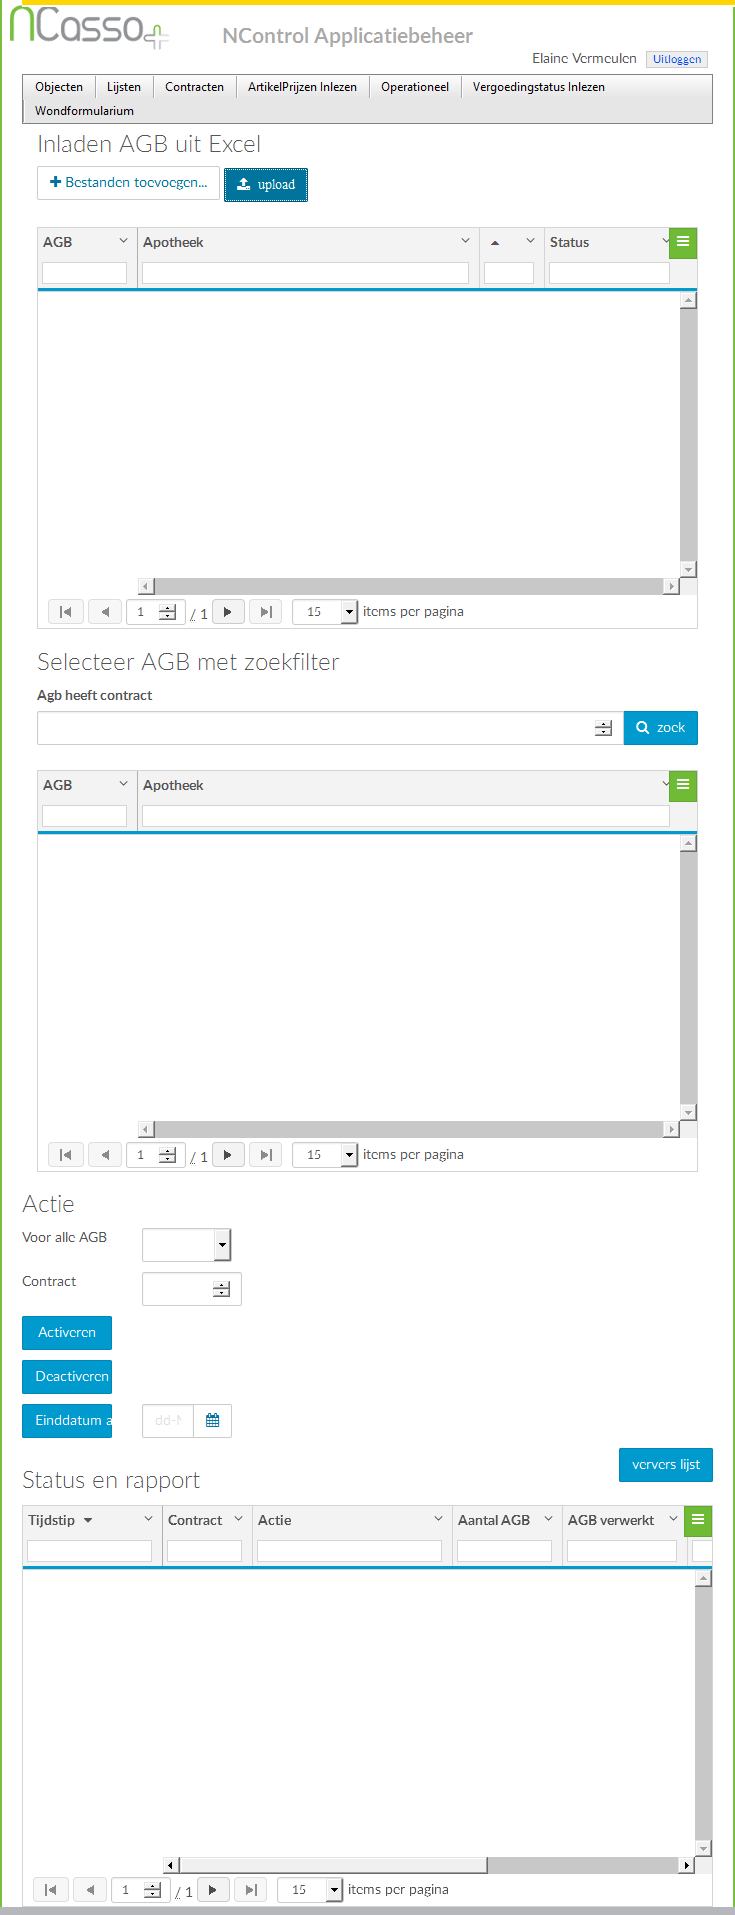 nCasso
NControl Applicatiebeheer
Elaine Vermeulen Uitloggen
Objecten Lijsten Contracten ArtikelPrijzen Inlezen Operationeel Vergoedingstatus Inlezen
Wondformularium
Inladen AGB uit Excel
Bestanden toevoegen... upload
AGB Apotheek Status
1 / 1 15 items per pagina
Selecteer AGB met zoekfilter
Agb heeft contract
zoek
AGB Apotheek
1 / 1 15 items per pagina
Actie
Voor alle AGB
Contract
Activeren
Deactiveren
Einddatum a dd-M
ververs lijst
Status en rapport
Tijdstip Contract Actie Aantal AGB AGB verwerkt
1 / 1 15 items per pagina